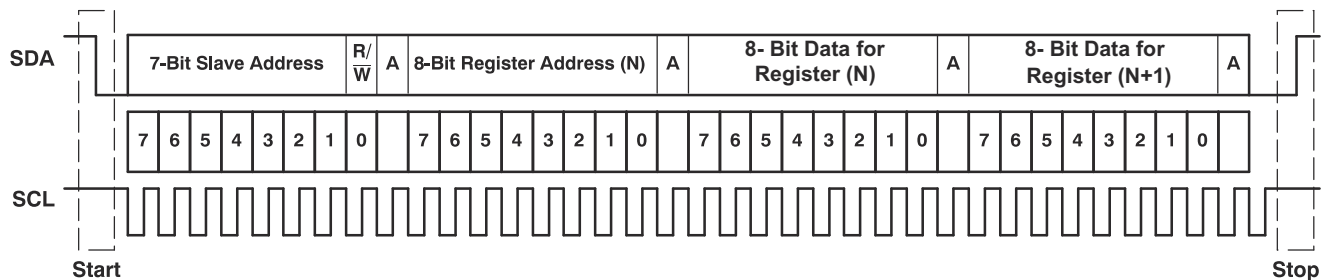 SDA
7-Bit Slave Address
R/
W
A
8-Bit Register Address (N)
A
8- Bit Data for
Register (N)
A
8- Bit Data for
Register (N+1)
A
7 6 5 4 3 2 1 0 7 6 5 4 3 2 1 0 7 6 5 4 3 2 1 0 7 6 5 4 3 2 1 0
SCL
Start
Stop